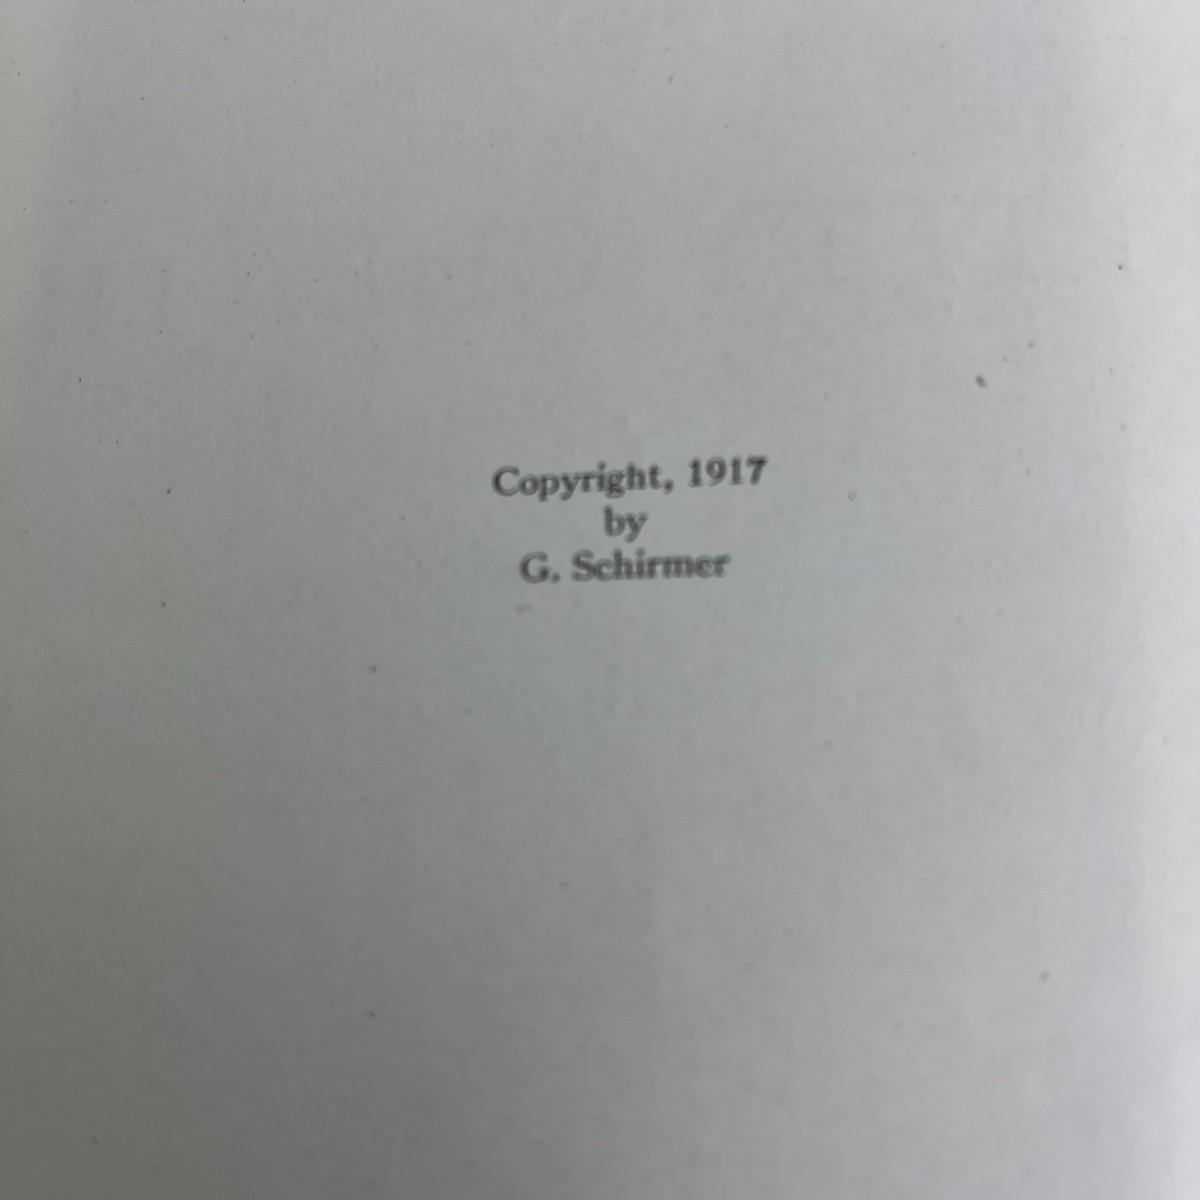 Copyright, 1917
by
G. Schirmer